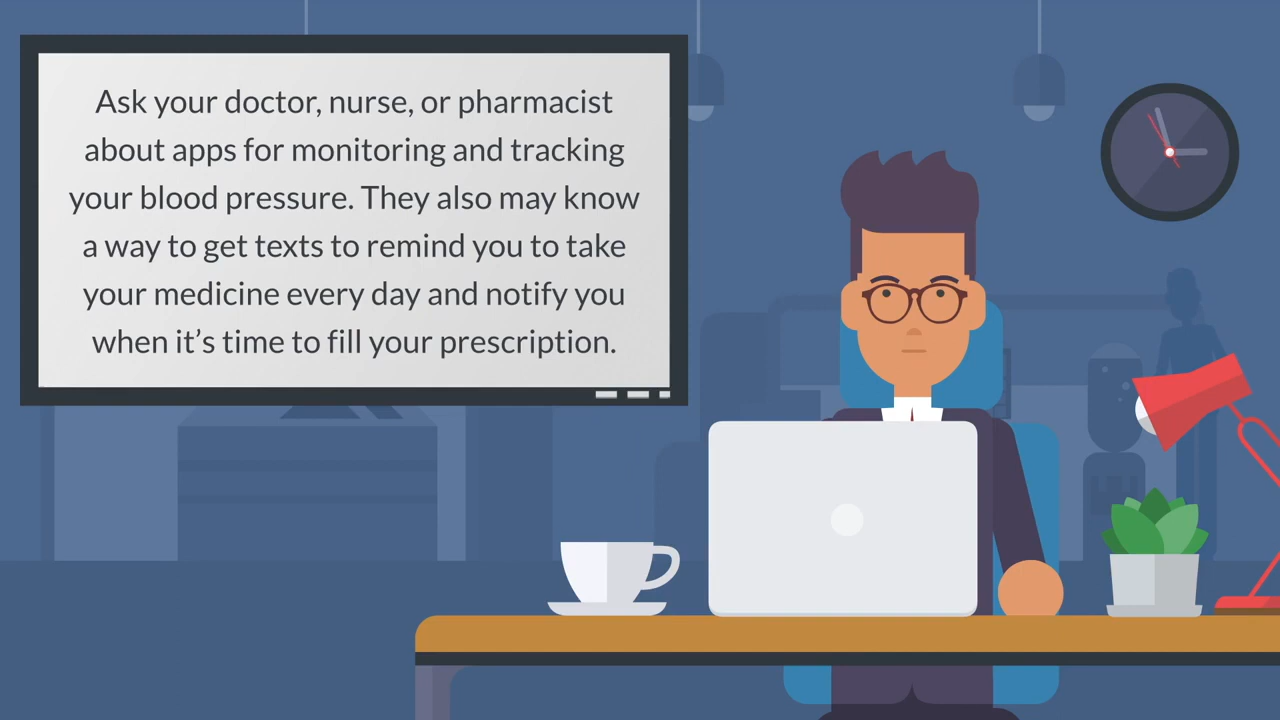 Ask your doctor, nurse, or pharmacist
about apps for monitoring and tracking
your blood pressure. They also may know
a way to get texts to remind you to take
your medicine every day and notify you
when it’s time to fill your prescription.